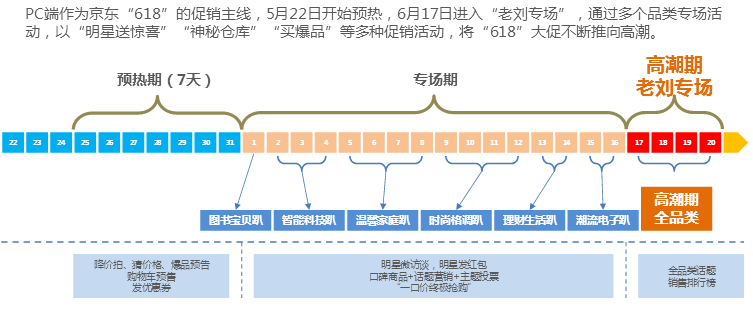 PC端作为京东“618”的促销主线，5月22日开始预热，6月17日进入“老刘专场”，通过多个品类专场活
动，以“明星送惊喜”“神秘仓库”“买爆品”等多种促销活动，将“618”大促不断推向高潮。
预热期（7天）
专场期
高潮期
老刘专场
22 23 24 25 26 27 28 29 30 31 1 2 3 4 5 6 7 8 9 10 11 12 13 14 15 16 17 18 19 20
图书宝贝趴
智能科技趴
温馨家庭趴
时尚格调趴
理财生活趴
潮流电子趴
高潮期
全品类
降价拍、猜价格、爆品预告
购物车预售
发优惠券
明星微访谈，明星发红包
口碑商品+话题营销+主题投票
“一口价终极抢购”
全品类话题
销售排行榜